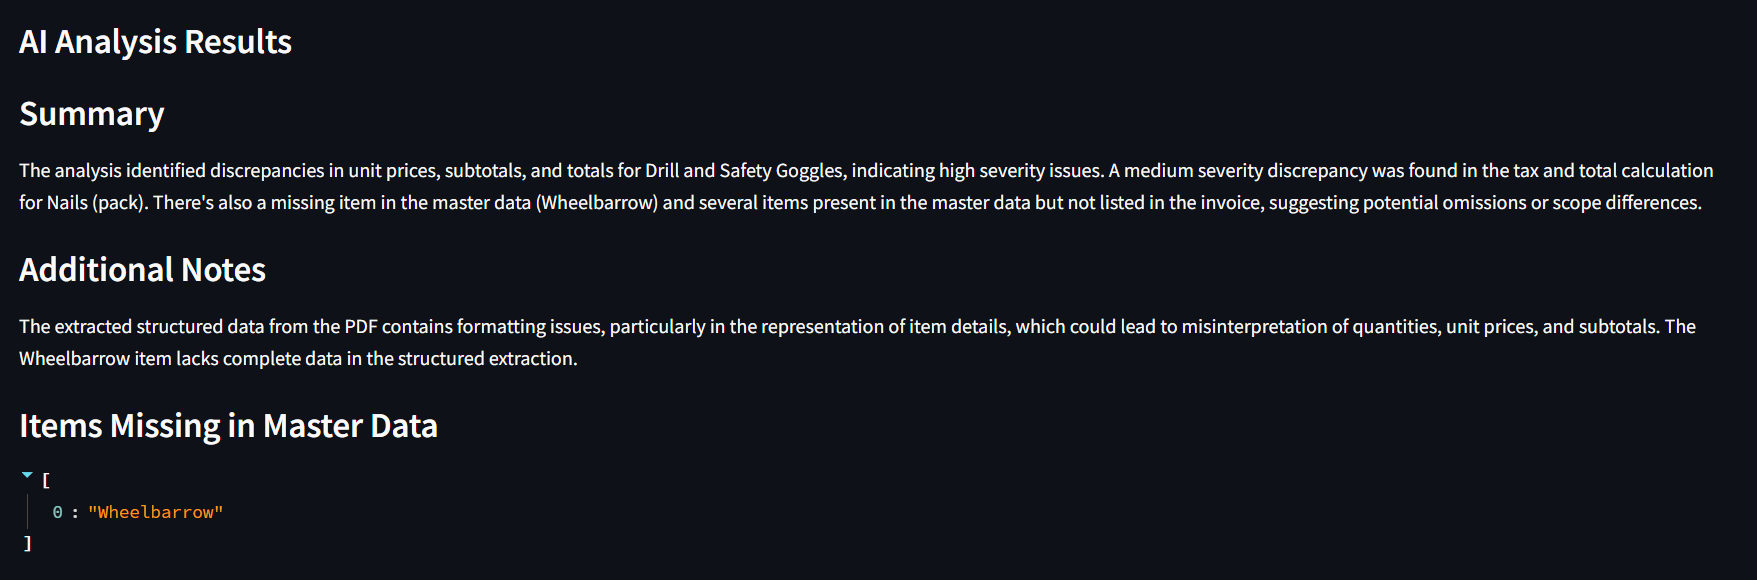 AI Analysis Results
Summary
The analysis identified discrepancies in unit prices, subtotals, and totals for Drill and Safety Goggles, indicating high severity issues. A medium severity discrepancy was found in the tax and total calculation
for Nails (pack). There's also a missing item in the master data (Wheelbarrow) and several items present in the master data but not listed in the invoice, suggesting potential omissions or scope differences.
Additional Notes
The extracted structured data from the PDF contains formatting issues, particularly in the representation of item details, which could lead to misinterpretation of quantities, unit prices, and subtotals. The
Wheelbarrow item lacks complete data in the structured extraction.
Items Missing in Master Data
[
0 : "Wheelbarrow"
]